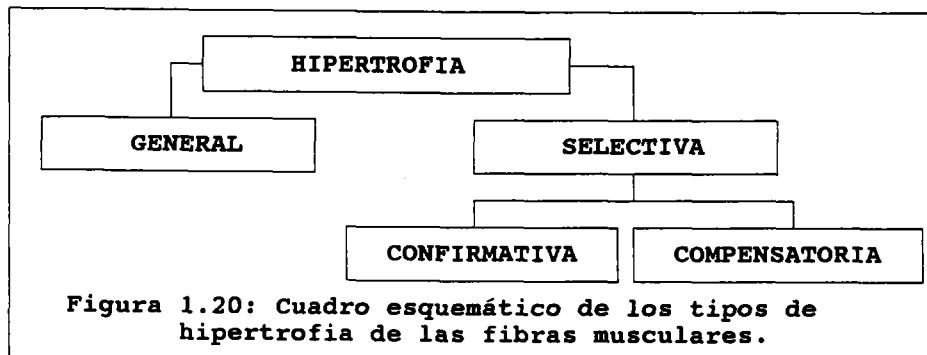 HIPERTROFIA
GENERAL
SELECTIVA
CONFIRMATIVA
COMPENSATORIA
Figura 1.20: Cuadro esquemático de los tipos de
hipertrofia de las fibras musculares.